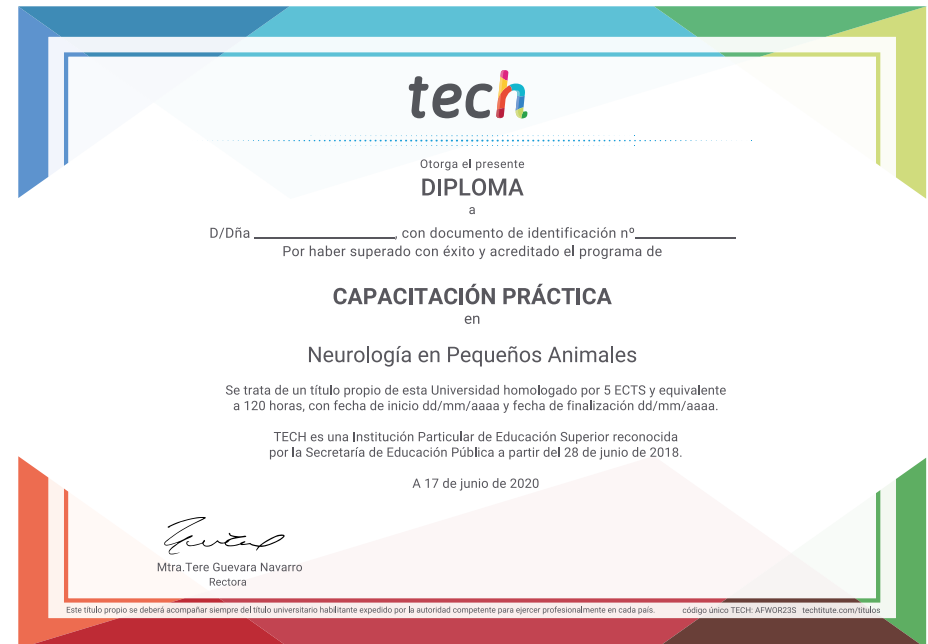 tech
Otorga el presente
DIPLOMA
a
D/Dña ____________________, con documento de identificación nº______________
Por haber superado con éxito y acreditado el programa de
CAPACITACIÓN PRÁCTICA
en
Neurología en Pequeños Animales
Se trata de un título propio de esta Universidad homologado por 5 ECTS y equivalente
a 120 horas, con fecha de inicio dd/mm/aaaa y fecha de finalización dd/mm/aaaa.
TECH es una Institución Particular de Educación Superior reconocida
por la Secretaría de Educación Pública a partir del 28 de junio de 2018.
A 17 de junio de 2020
Mtra.Tere Guevara Navarro
Rectora
Este título propio se deberá acompañar siempre del título universitario habilitante expedido por la autoridad competente para ejercer profesionalmente en cada país. código único TECH: AFWOR23S techtitute.com/titulos